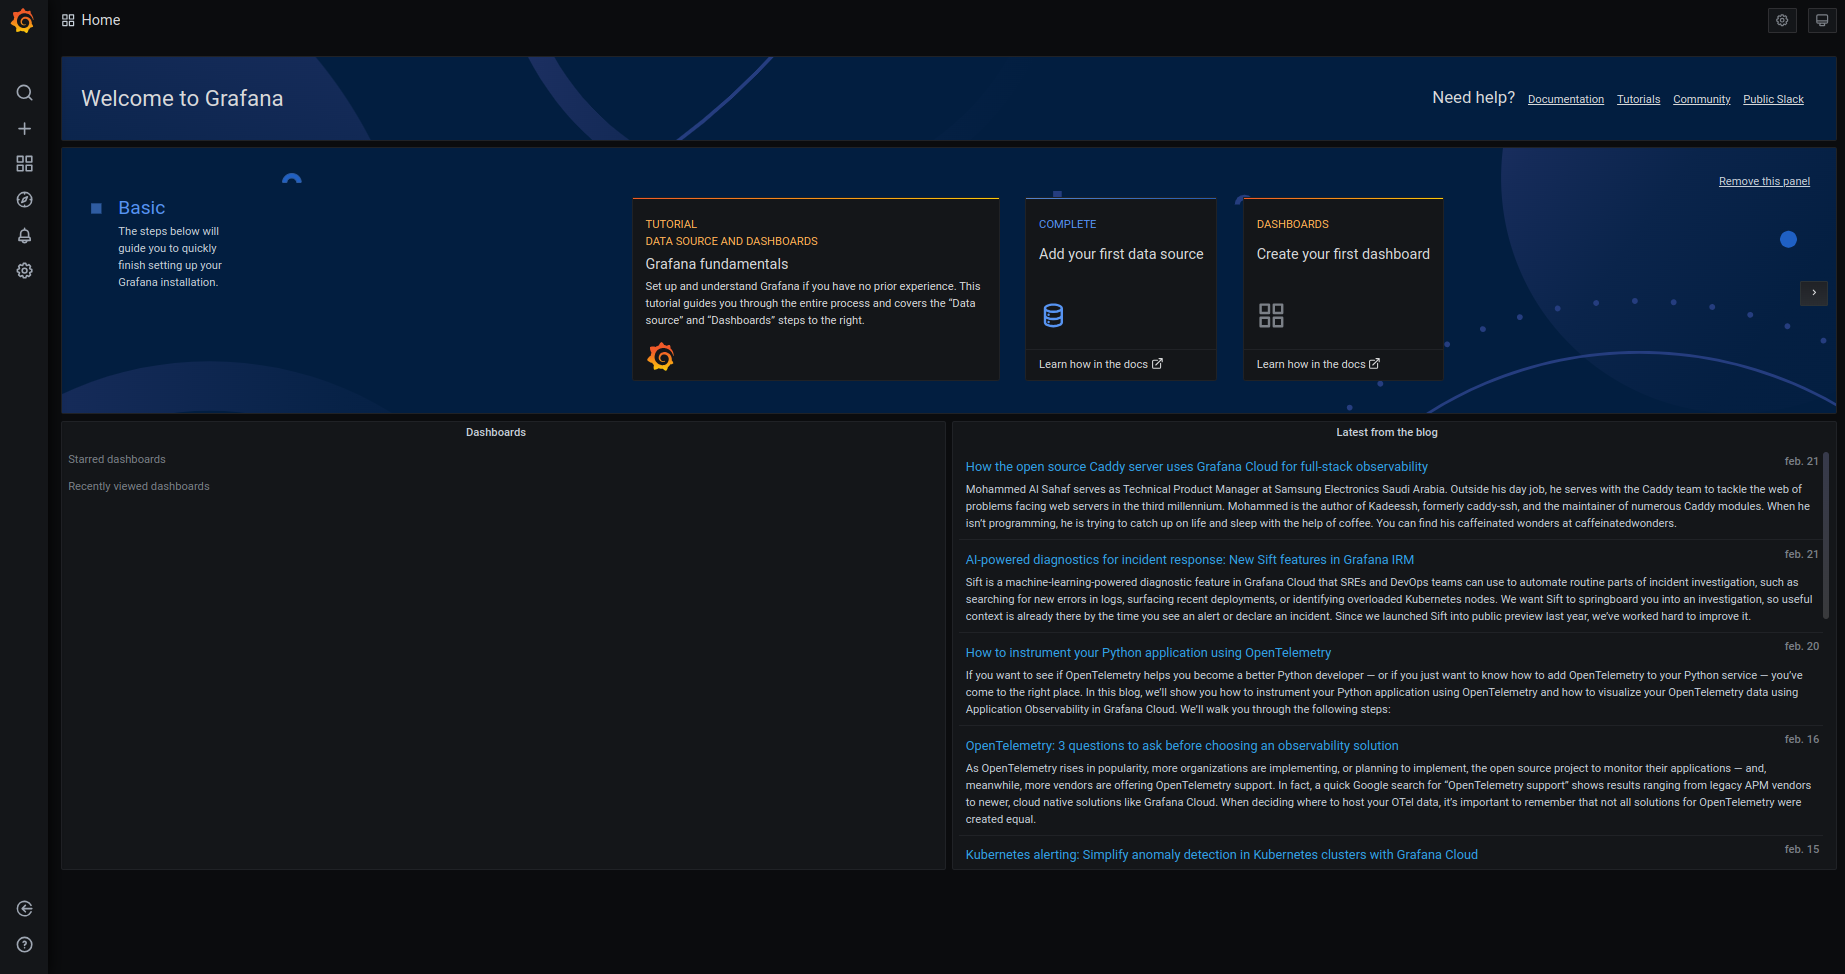 Home
Welcome to Grafana
Need help? Documentation Tutorials Community Public Slack
Remove this panel
Basic
The steps below will
guide you to quickly
finish setting up your
Grafana installation.
TUTORIAL
DATA SOURCE AND DASHBOARDS
Grafana fundamentals
Set up and understand Grafana if you have no prior experience. This
tutorial guides you through the entire process and covers the “Data
source” and “Dashboards” steps to the right.
COMPLETE
Add your first data source
Learn how in the docs
DASHBOARDS
Create your first dashboard
Learn how in the docs
Dashboards
Starred dashboards
Recently viewed dashboards
Latest from the blog
How the open source Caddy server uses Grafana Cloud for full-stack observability
feb. 21
Mohammed Al Sahaf serves as Technical Product Manager at Samsung Electronics Saudi Arabia. Outside his day job, he serves with the Caddy team to tackle the web of
problems facing web servers in the third millennium. Mohammed is the author of Kadeessh, formerly caddy-ssh, and the maintainer of numerous Caddy modules. When he
isn’t programming, he is trying to catch up on life and sleep with the help of coffee. You can find his caffeinated wonders at caffeinatedwonders.
AI-powered diagnostics for incident response: New Sift features in Grafana IRM
feb. 21
Sift is a machine-learning-powered diagnostic feature in Grafana Cloud that SREs and DevOps teams can use to automate routine parts of incident investigation, such as
searching for new errors in logs, surfacing recent deployments, or identifying overloaded Kubernetes nodes. We want Sift to springboard you into an investigation, so useful
context is already there by the time you see an alert or declare an incident. Since we launched Sift into public preview last year, we’ve worked hard to improve it.
How to instrument your Python application using OpenTelemetry
feb. 20
If you want to see if OpenTelemetry helps you become a better Python developer — or if you just want to know how to add OpenTelemetry to your Python service — you’ve
come to the right place. In this blog, we’ll show you how to instrument your Python application using OpenTelemetry and how to visualize your OpenTelemetry data using
Application Observability in Grafana Cloud. We’ll walk you through the following steps:
OpenTelemetry: 3 questions to ask before choosing an observability solution
feb. 16
As OpenTelemetry rises in popularity, more organizations are implementing, or planning to implement, the open source project to monitor their applications — and,
meanwhile, more vendors are offering OpenTelemetry support. In fact, a quick Google search for “OpenTelemetry support” shows results ranging from legacy APM vendors
to newer, cloud native solutions like Grafana Cloud. When deciding where to host your OTel data, it’s important to remember that not all solutions for OpenTelemetry were
created equal.
Kubernetes alerting: Simplify anomaly detection in Kubernetes clusters with Grafana Cloud
feb. 15